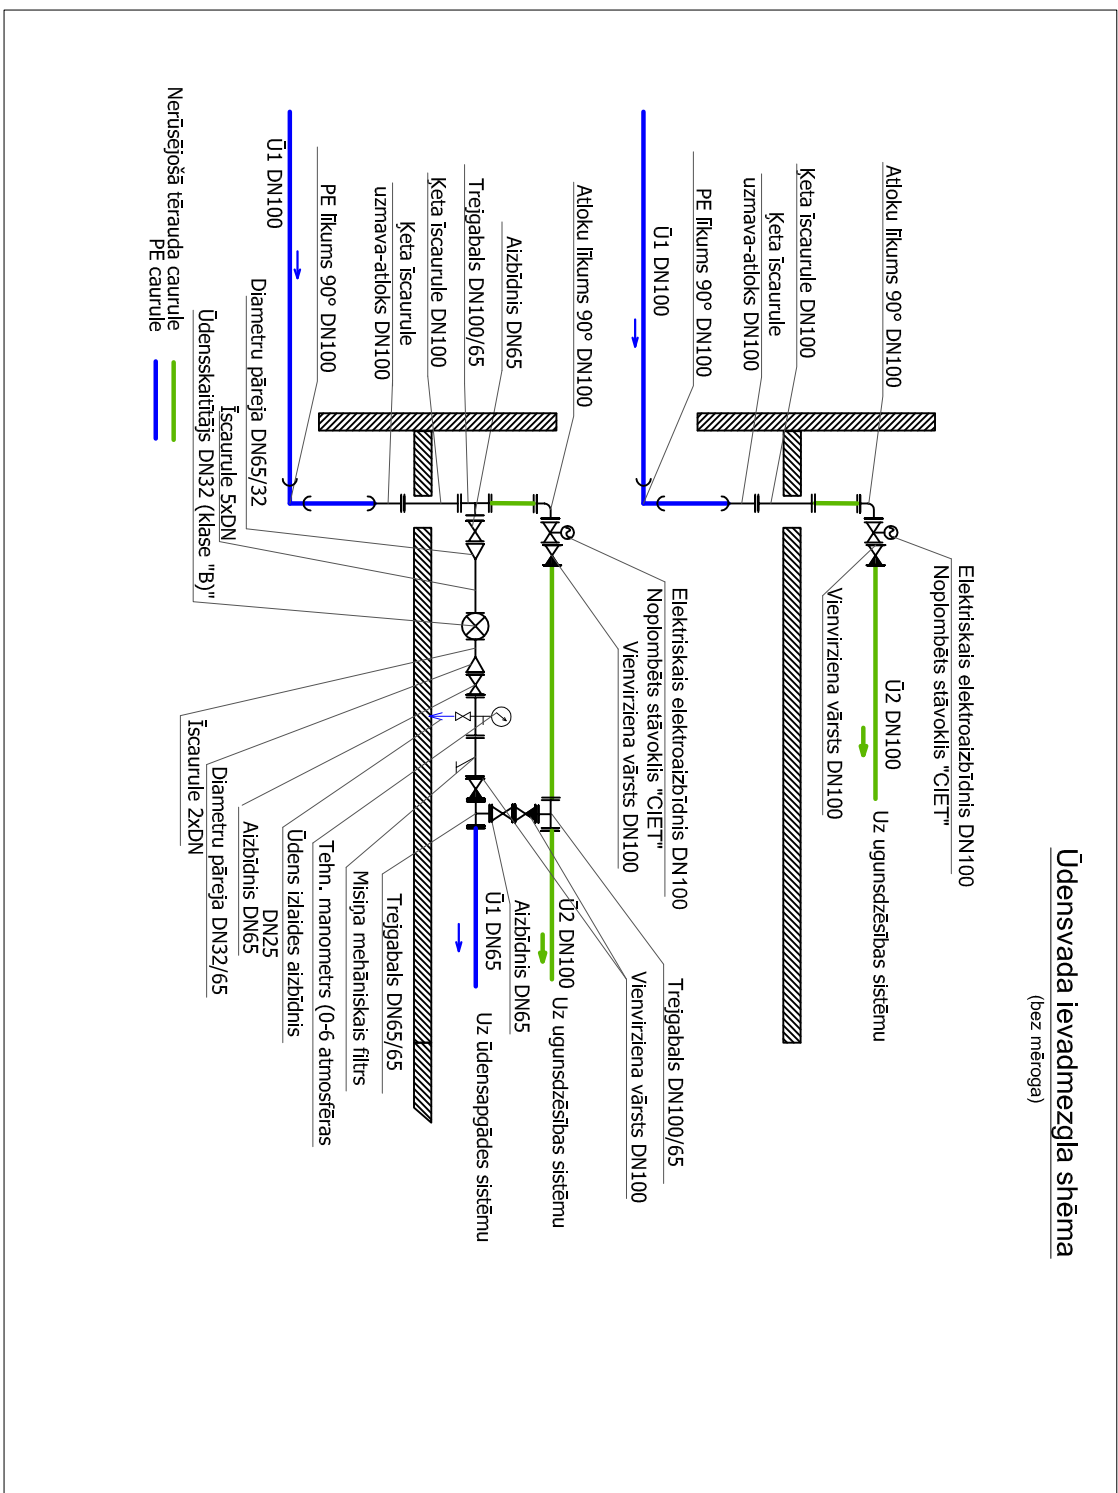 Ūdensvada ievadmezgla shēma
(bez mēroga)
Atloku līkums 90° DN100
Ķeta īscaurule DN100
Ķeta īscaurule
uzmava-atloks DN100
PE līkums 90° DN100
Ū1 DN100
Elektriskais elektroaizbīdnis DN100
Noplombēts stāvoklis "CIET"
Vienvirziena vārsts DN100
Ū2 DN100
Uz ugunsdzēsības sistēmu
Atloku līkums 90° DN100
Aizbīdnis DN65
Trejgabals DN100/65
Ķeta īscaurule DN100
Ķeta īscaurule
uzmava-atloks DN100
PE līkums 90° DN100
Ū1 DN100
Elektriskais elektroaizbīdnis DN100
Noplombēts stāvoklis "CIET"
Vienvirziena vārsts DN100
Trejgabals DN100/65
Vienvirziena vārsts DN100
Ū2 DN100
Uz ugunsdzēsības sistēmu
Aizbīdnis DN65
Ū1 DN65
Uz ūdensapgādes sistēmu
Trejgabals DN65/65
Misiņa mehāniskais filtrs
Tehn. manometrs (0-6 atmosfēras
Ūdens izlaides aizbīdnis
DN25
Aizbīdnis DN65
Diametru pāreja DN32/65
Īscaurule 2xDN
Diametru pāreja DN65/32
Īscaurule 5xDN
Ūdensskaitītājs DN32 (klase "B)"
Nerūsējošā tērauda caurule
PE caurule